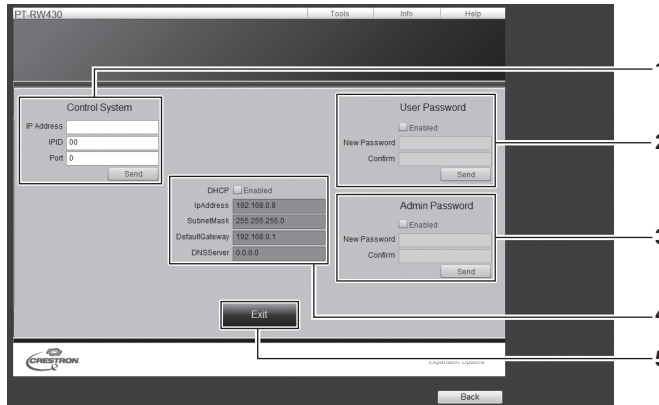 PT-RW430
Tools Info Help
1
Control System
IP Address
IPID 00
Port 0
Send
User Password
Enabled
New Password
Confirm
Send
2
DHCP Enabled
IpAddress 192.168.0.8
SubnetMask 255.255.255.0
DefaultGateway 192.168.0.1
DNSServer 0.0.0.0
Admin Password
Enabled
New Password
Confirm
Send
3
Exit
4
CRESTRON
Expansion Options
5
Back